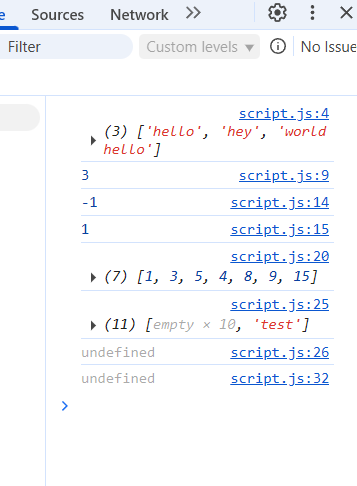 e Sources Network
Filter Custom levels ▼ No Issue
script.js:4
▶ (3) ['hello', 'hey', 'world
hello']
3 script.js:9
-1 script.js:14
1 script.js:15
script.js:20
▶ (7) [1, 3, 5, 4, 8, 9, 15]
script.js:25
▶ (11) [empty × 10, 'test']
undefined script.js:26
undefined script.js:32